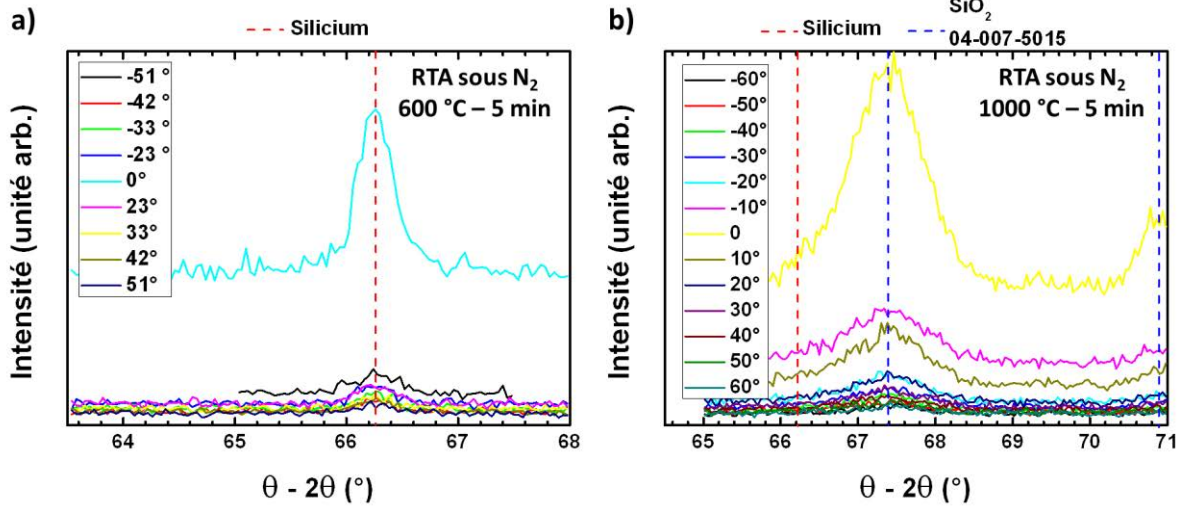 a)
Silicium
Intensité (unité arb.)
-51 °
-42 °
-33 °
-23 °
0°
23°
33°
42°
51°
RTA sous N2
600 °C – 5 min
64 65 66 67 68
θ - 2θ (°)
b)
Silicium
SiO2
04-007-5015
Intensité (unité arb.)
-60°
-50°
-40°
-30°
-20°
-10°
0
10°
20°
30°
40°
50°
60°
RTA sous N2
1000 °C – 5 min
65 66 67 68 69 70 71
θ - 2θ (°)